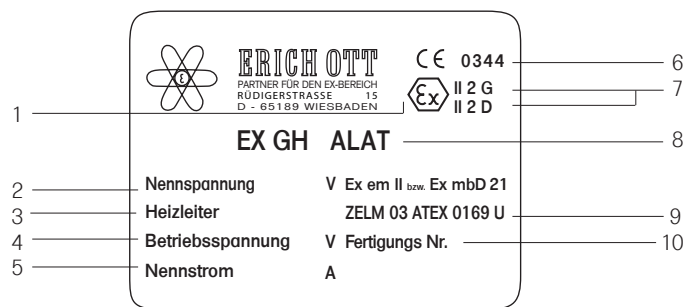 ERICH OTT
PARTNER FÜR DEN EX-BEREICH
RÜDIGERSTRASSE 15
D - 65189 WIESBADEN
CE 0344
Ex II 2 G
II 2 D
EX GH ALAT
Nennspannung V Ex em II bzw. Ex mbD 21
Heizleiter ZELM 03 ATEX 0169 U
Betriebsspannung V Fertigungs Nr.
Nennstrom A
1
2
3
4
5
6
7
8
9
10